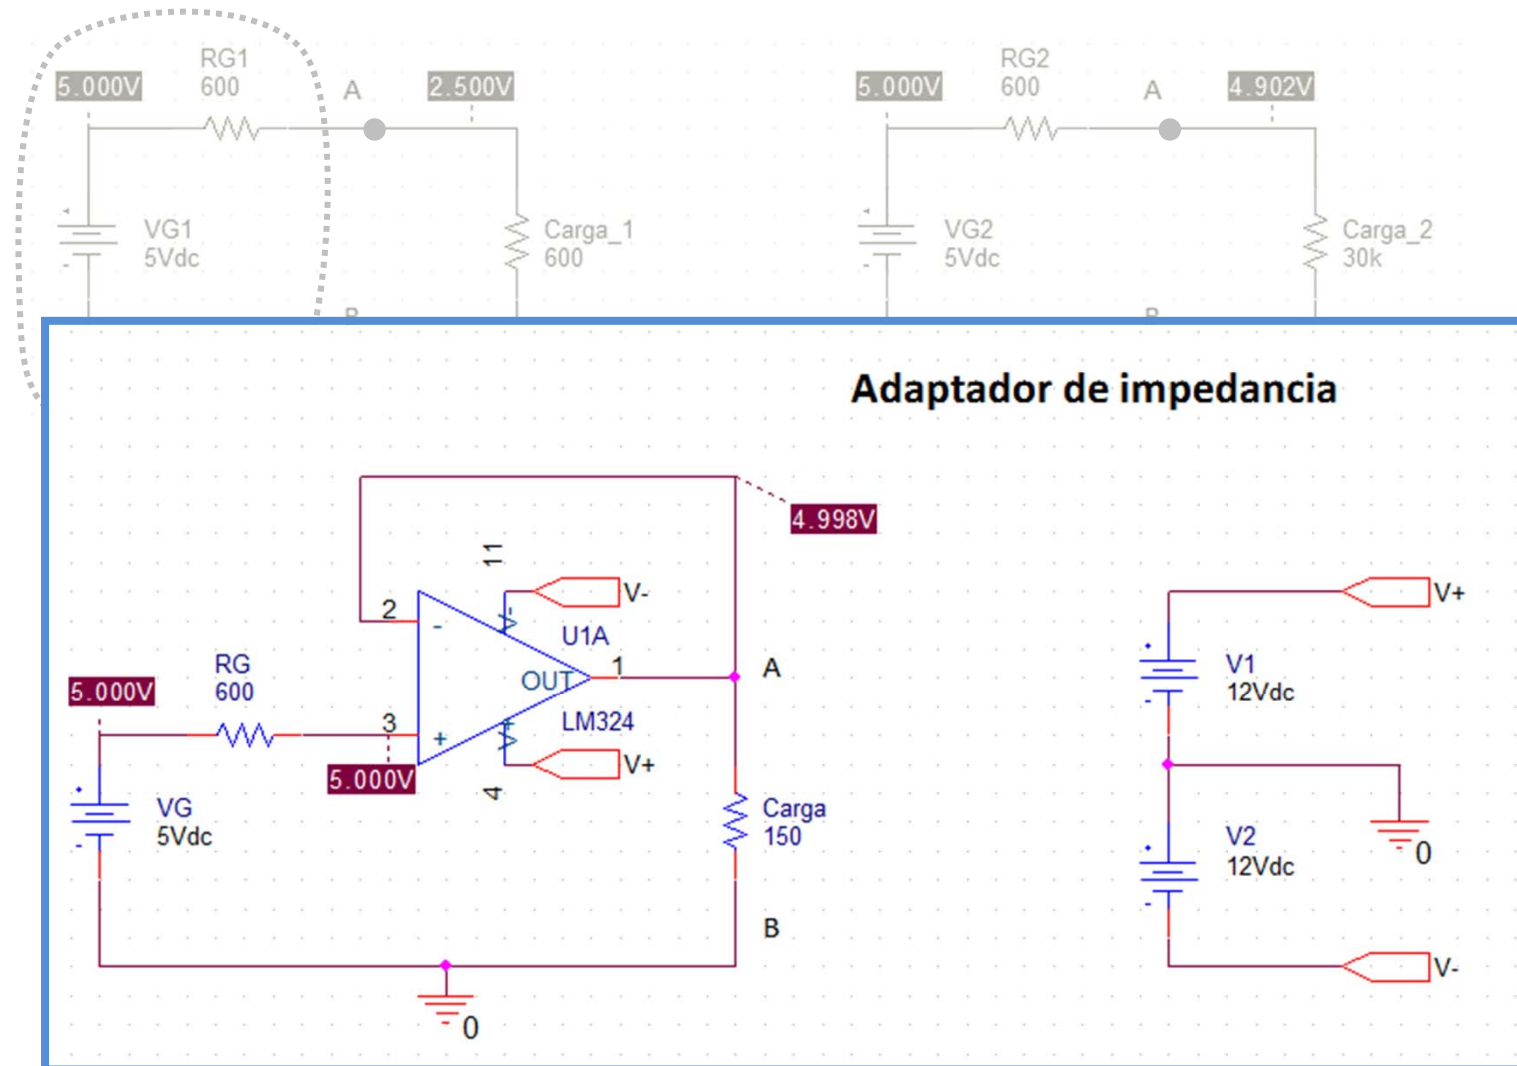 RG1
600
5.000V
A
2.500V
VG1
5Vdc
Carga_1
600
RG2
600
5.000V
A
4.902V
VG2
5Vdc
Carga_2
30k
Adaptador de impedancia
4.998V
11
V-
2
-
V-
U1A
OUT
1
A
RG
600
5.000V
3
+
V+
LM324
V+
5.000V
4
VG
5Vdc
Carga
150
B
0
V+
V1
12Vdc
V2
12Vdc
0
V-